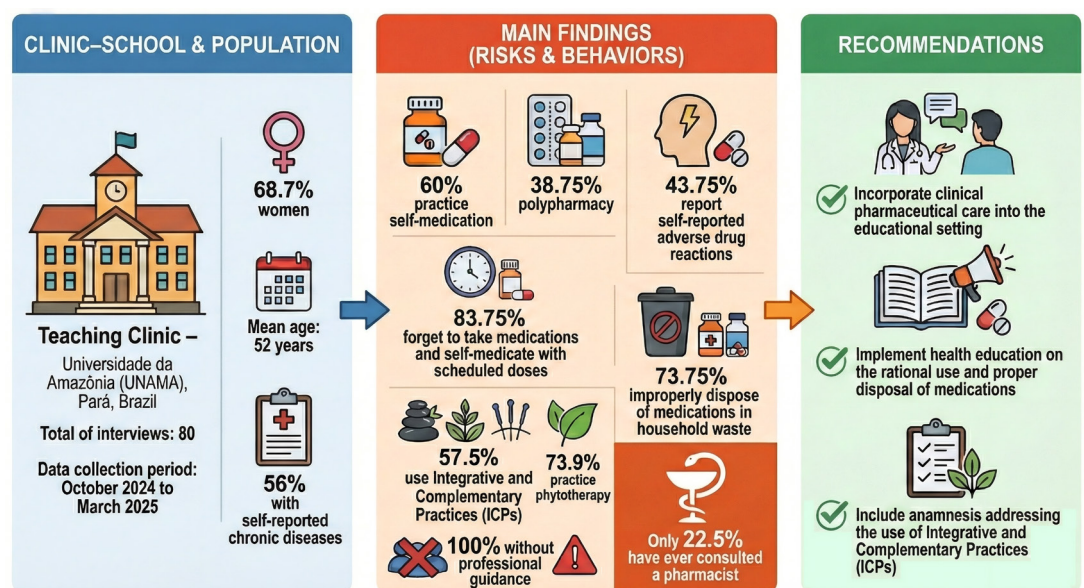 CLINIC–SCHOOL & POPULATION
68.7%
women
Mean age:
52 years
56%
with
self-reported
chronic diseases
Teaching Clinic –
Universidade da
Amazônia (UNAMA),
Pará, Brazil
Total of interviews: 80
Data collection period:
October 2024 to
March 2025
MAIN FINDINGS
(RISKS & BEHAVIORS)
60%
practice
self-medication
38.75%
polypharmacy
43.75%
report
self-reported
adverse drug
reactions
83.75%
forget to take medications
and self-medicate with
scheduled doses
73.75%
improperly dispose
of medications in
household waste
57.5%
use Integrative and
Complementary
Practices (ICPs)
73.9%
practice
phytotherapy
100% without
professional
guidance
Only 22.5%
have ever consulted
a pharmacist
RECOMMENDATIONS
Incorporate clinical
pharmaceutical care into the
educational setting
Implement health education on
the rational use and proper
disposal of medications
Include anamnesis addressing
the use of Integrative and
Complementary Practices
(ICPs)